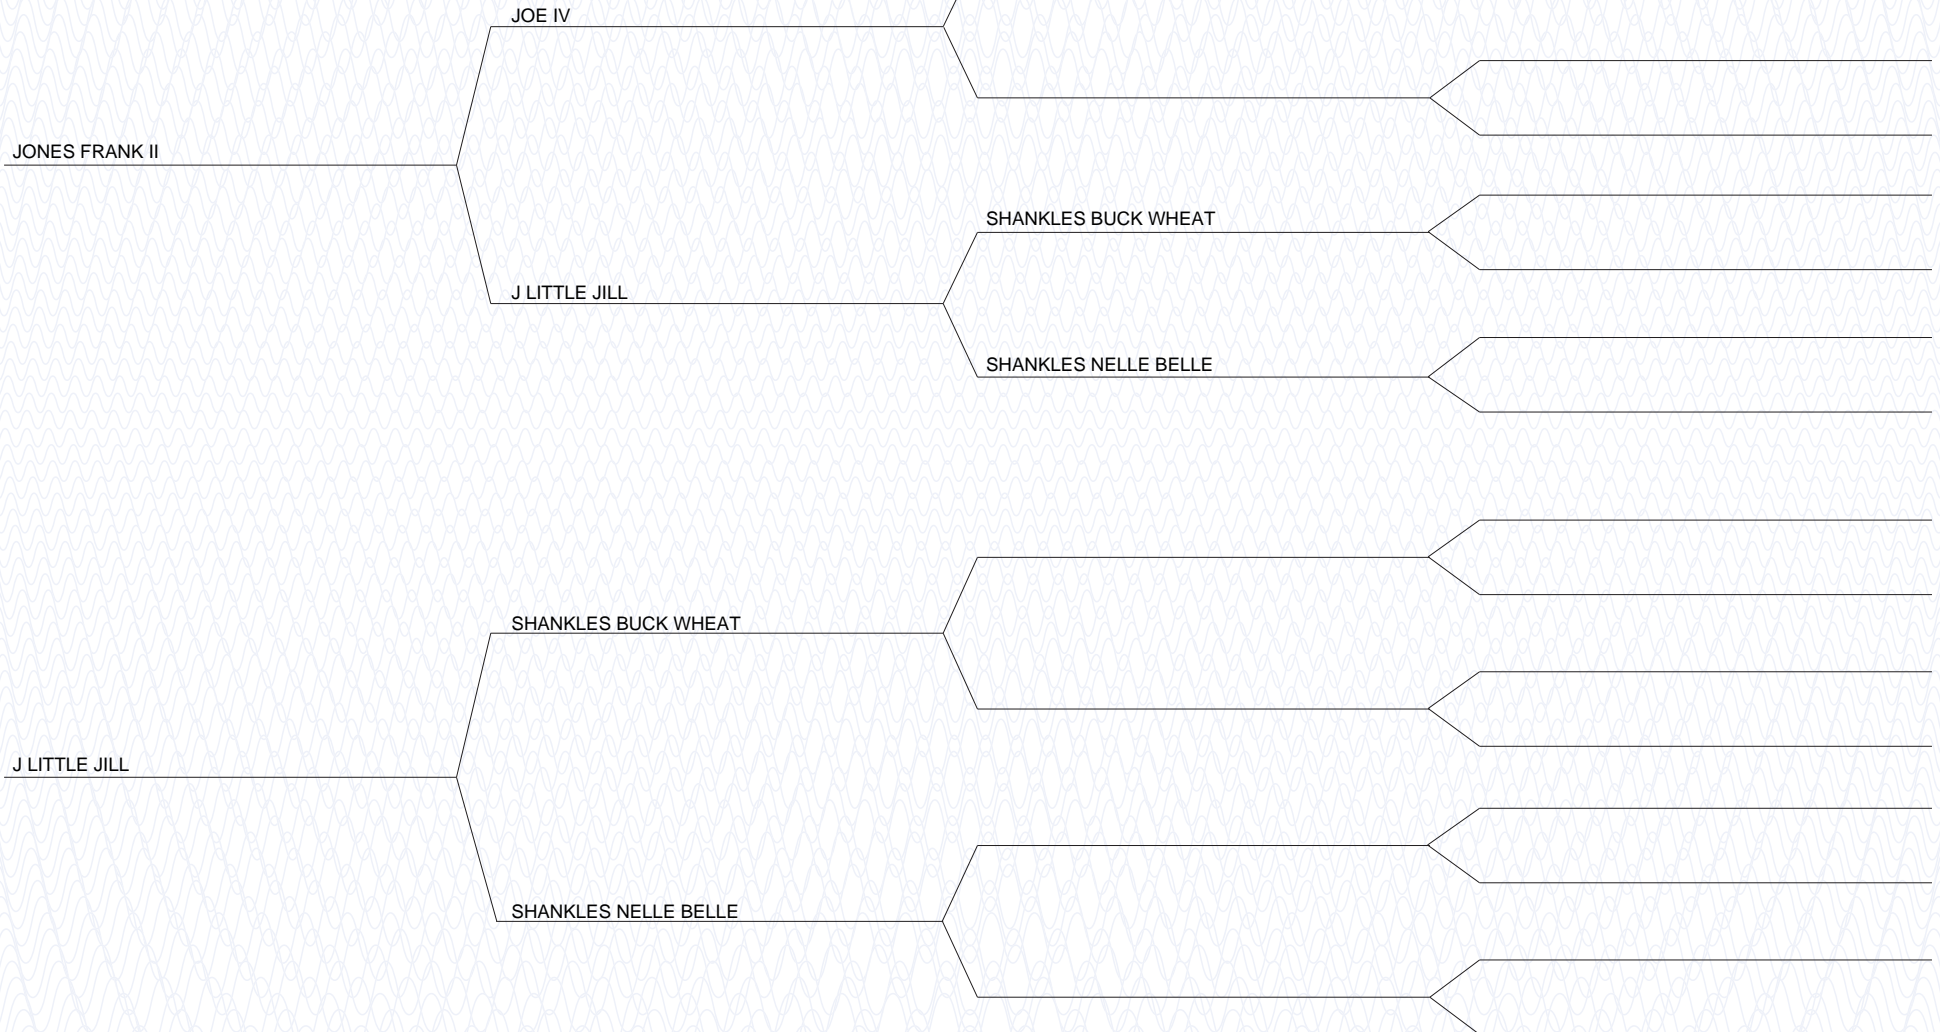 JOE IV
JONES FRANK II
SHANKLES BUCK WHEAT
J LITTLE JILL
SHANKLES NELLE BELLE
SHANKLES BUCK WHEAT
J LITTLE JILL
SHANKLES NELLE BELLE